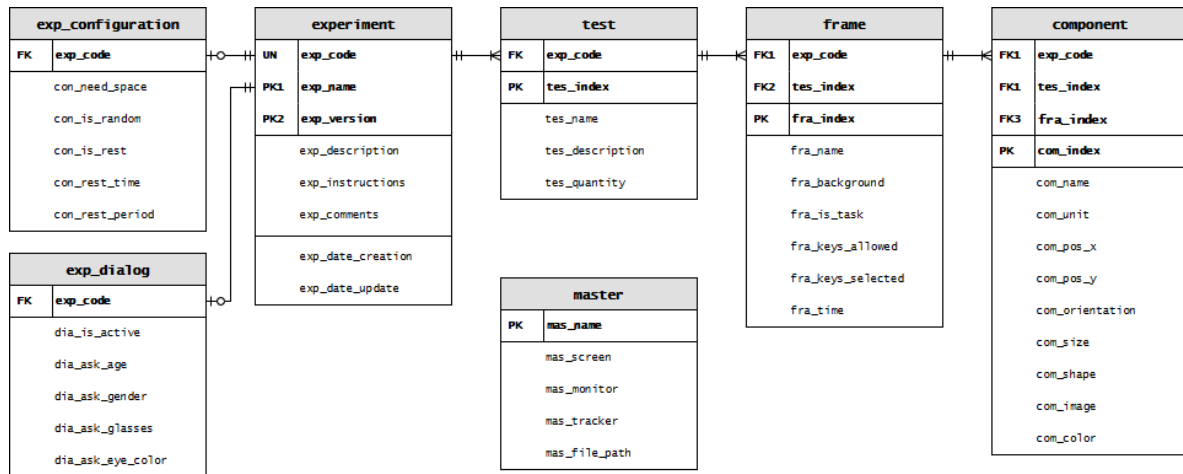 exp_configuration
FK exp_code
con_need_space
con_is_random
con_is_rest
con_rest_time
con_rest_period
exp_dialog
FK exp_code
dia_is_active
dia_ask_age
dia_ask_gender
dia_ask_glasses
dia_ask_eye_color
experiment
UN exp_code
PK1 exp_name
PK2 exp_version
exp_description
exp_instructions
exp_comments
exp_date_creation
exp_date_update
test
FK exp_code
PK tes_index
tes_name
tes_description
tes_quantity
master
PK mas_name
mas_screen
mas_monitor
mas_tracker
mas_file_path
frame
FK1 exp_code
FK2 tes_index
PK fra_index
fra_name
fra_background
fra_is_task
fra_keys_allowed
fra_keys_selected
fra_time
component
FK1 exp_code
FK1 tes_index
FK3 fra_index
PK com_index
com_name
com_unit
com_pos_x
com_pos_y
com_orientation
com_size
com_shape
com_image
com_color